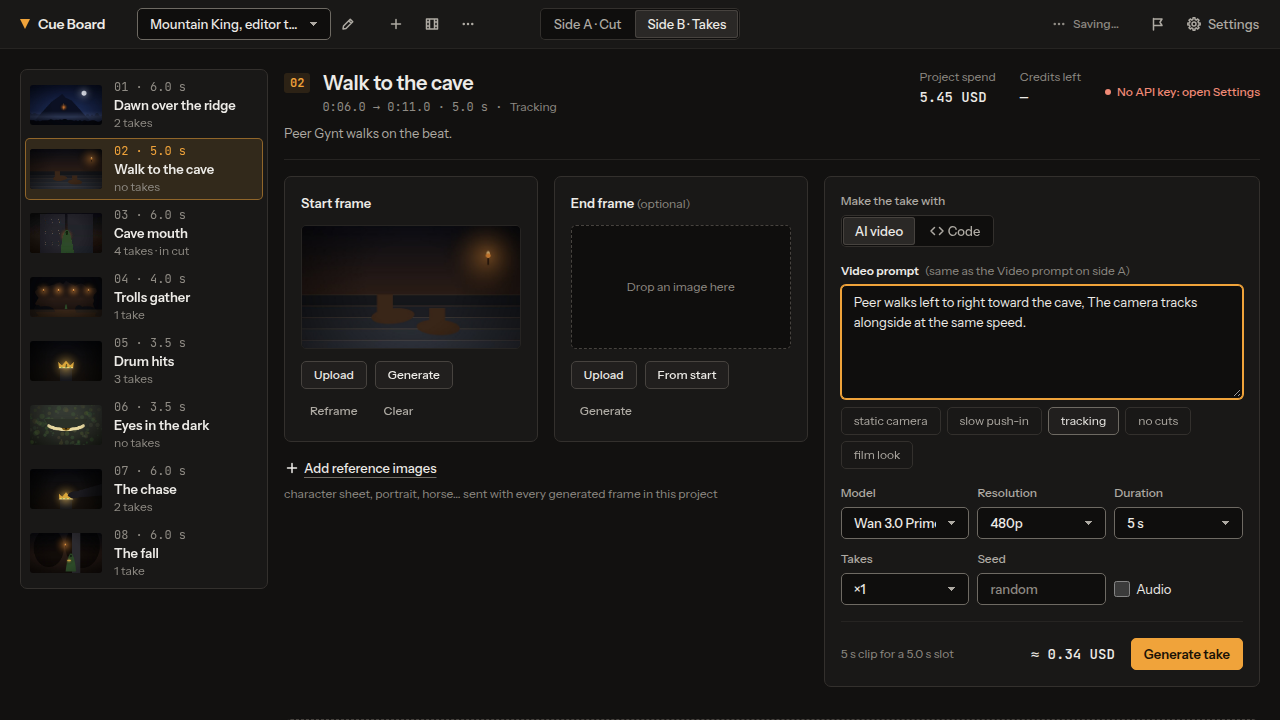 Cue Board
Mountain King, editor t...
Side A · Cut
Side B · Takes
Saving...
Settings
01 · 6.0 s
Dawn over the ridge
2 takes
02 · 5.0 s
Walk to the cave
no takes
03 · 6.0 s
Cave mouth
4 takes · in cut
04 · 4.0 s
Trolls gather
1 take
05 · 3.5 s
Drum hits
3 takes
06 · 3.5 s
Eyes in the dark
no takes
07 · 6.0 s
The chase
2 takes
08 · 6.0 s
The fall
1 take
02 Walk to the cave
0:06.0 → 0:11.0 · 5.0 s · Tracking
Peer Gynt walks on the beat.
Project spend
5.45 USD
Credits left
—
No API key: open Settings
Start frame
Upload
Generate
Reframe
Clear
End frame (optional)
Drop an image here
Upload
From start
Generate
Add reference images
character sheet, portrait, horse... sent with every generated frame in this project
Make the take with
AI video
Code
Video prompt (same as the Video prompt on side A)
Peer walks left to right toward the cave, The camera tracks
alongside at the same speed.
static camera
slow push-in
tracking
no cuts
film look
Model
Resolution
Duration
Wan 3.0 Prime
480p
5 s
Takes
Seed
×1
random
Audio
5 s clip for a 5.0 s slot
≈ 0.34 USD
Generate take